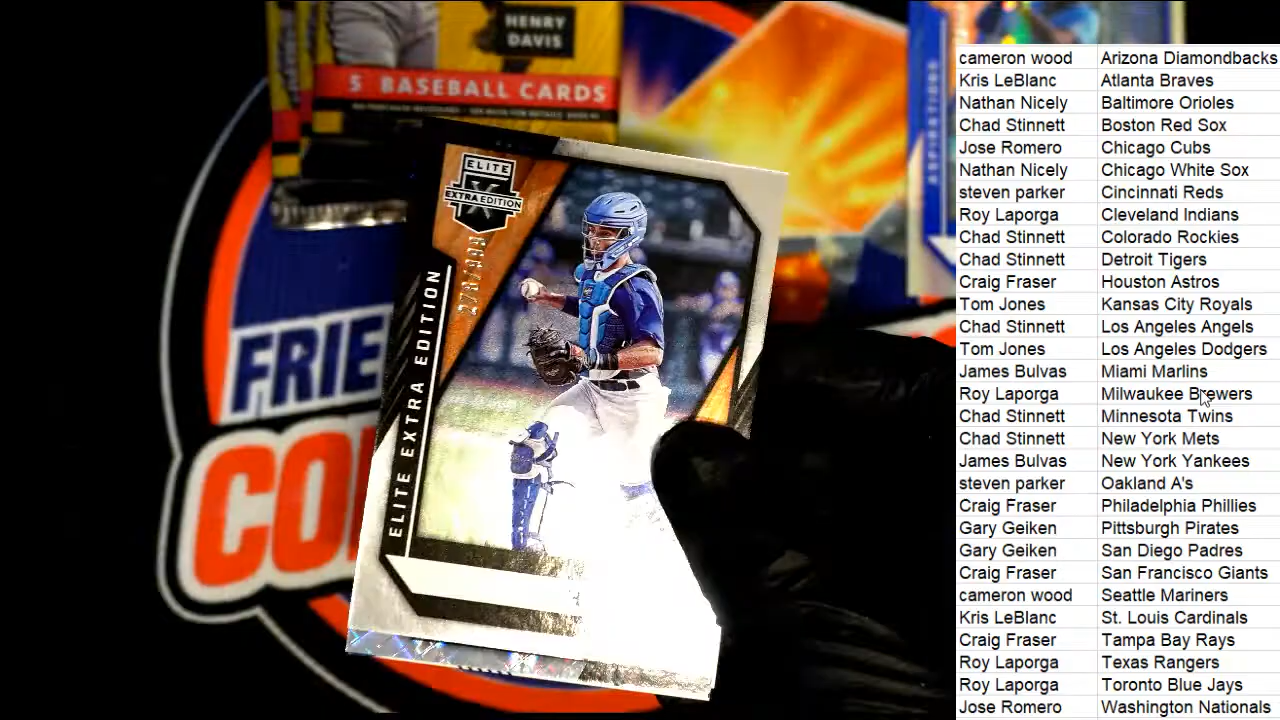 HENRY
DAVIS
5 BASEBALL CARDS
ASPIRATIONS
ELITE
EXTRA EDITION
ELITE EXTRA EDITION
FRIE
CO
cameron wood Arizona Diamondbacks
Kris LeBlanc Atlanta Braves
Nathan Nicely Baltimore Orioles
Chad Stinnett Boston Red Sox
Jose Romero Chicago Cubs
Nathan Nicely Chicago White Sox
steven parker Cincinnati Reds
Roy Laporga Cleveland Indians
Chad Stinnett Colorado Rockies
Chad Stinnett Detroit Tigers
Craig Fraser Houston Astros
Tom Jones Kansas City Royals
Chad Stinnett Los Angeles Angels
Tom Jones Los Angeles Dodgers
James Bulvas Miami Marlins
Roy Laporga Milwaukee Brewers
Chad Stinnett Minnesota Twins
Chad Stinnett New York Mets
James Bulvas New York Yankees
steven parker Oakland A's
Craig Fraser Philadelphia Phillies
Gary Geiken Pittsburgh Pirates
Gary Geiken San Diego Padres
Craig Fraser San Francisco Giants
cameron wood Seattle Mariners
Kris LeBlanc St. Louis Cardinals
Craig Fraser Tampa Bay Rays
Roy Laporga Texas Rangers
Roy Laporga Toronto Blue Jays
Jose Romero Washington Nationals